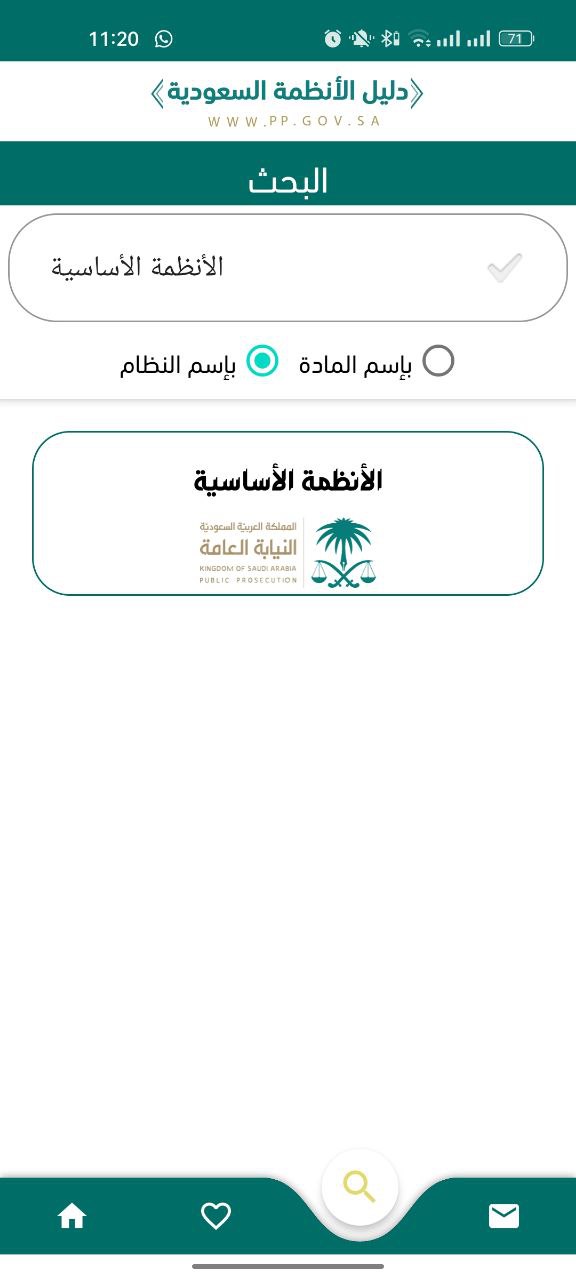 11:20
71
دليل الأنظمة السعودية
WWW.PP.GOV.SA
البحث
الأنظمة الأساسية
بإسم المادة
بإسم النظام
الأنظمة الأساسية
المملكة العربية السعودية
النيابة العامة
KINGDOM OF SAUDI ARABIA
PUBLIC PROSECUTION